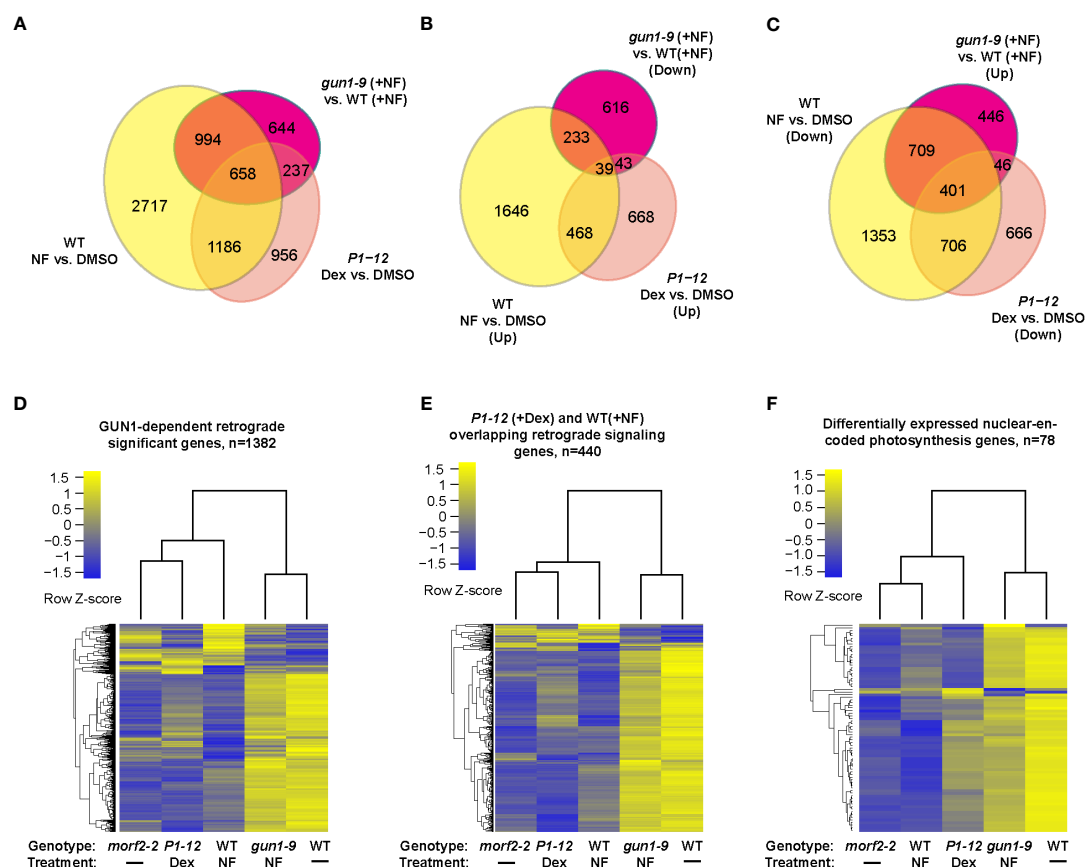 A
gun1-9 (+NF)
vs. WT (+NF)
994
644
658
237
2717
1186
956
WT
NF vs. DMSO
P1−12
Dex vs. DMSO
B
gun1-9 (+NF)
vs. WT(+NF)
(Down)
616
233
39
43
1646
468
668
P1−12
Dex vs. DMSO
(Up)
WT
NF vs. DMSO
(Up)
C
gun1-9 (+NF)
vs. WT (+NF)
(Up)
WT
NF vs. DMSO
(Down)
446
709
46
401
1353
706
666
P1−12
Dex vs. DMSO
(Down)
D
GUN1-dependent retrograde
significant genes, n=1382
1.5
1
0.5
0
−0.5
−1
−1.5
Row Z-score
Genotype: morf2-2 P1-12 WT gun1-9 WT
Treatment: — Dex NF NF —
E
P1-12 (+Dex) and WT(+NF)
overlapping retrograde signaling
genes, n=440
1.5
1
0.5
0
−0.5
−1
−1.5
Row Z-score
Genotype: morf2-2 P1-12 WT gun1-9 WT
Treatment: — Dex NF NF —
F
Differentially expressed nuclear-en-
coded photosynthesis genes, n=78
1.5
1.0
0.5
0
−0.5
−1.0
−1.5
Row Z-score
Genotype: morf2-2 WT P1-12 gun1-9 WT
Treatment: — NF Dex NF —